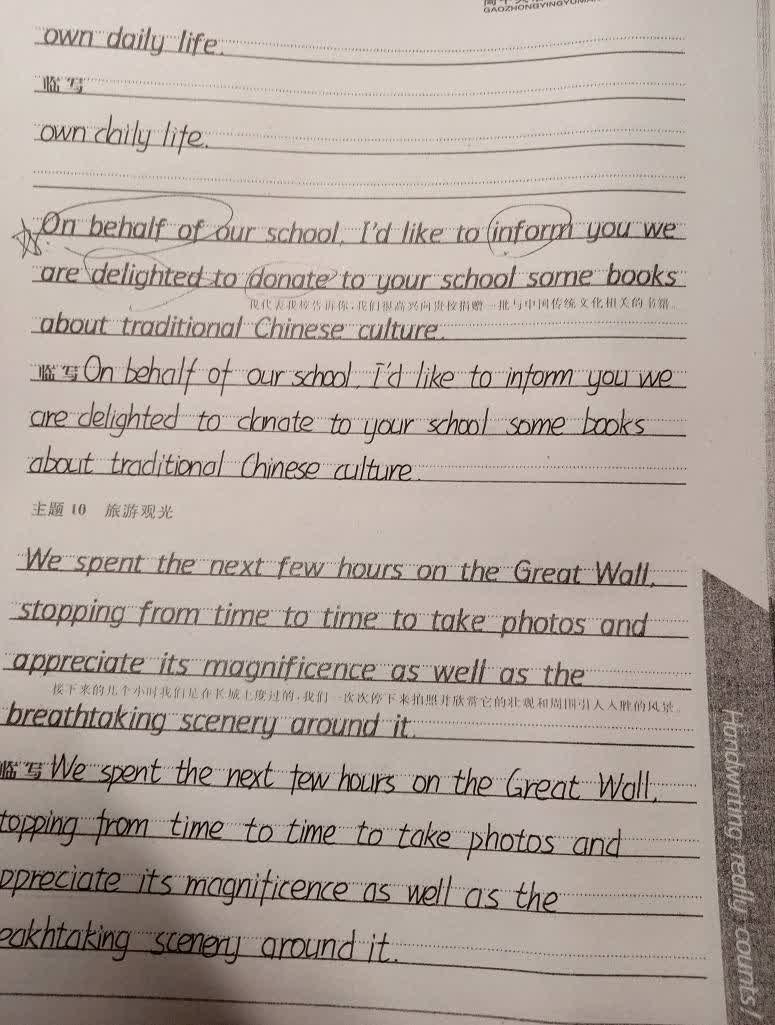 GAOZHONGYINGYU
own daily life.
临写
own daily life.
On behalf of our school, I'd like to inform you we
are delighted to donate to your school some books
我代表我校告诉你,我们很高兴向贵校捐赠一批与中国传统文化相关的书籍。
about traditional Chinese culture.
临写 On behalf of our school, I'd like to inform you we
are delighted to donate to your school some books
about traditional Chinese culture.
主题 10 旅游观光
We spent the next few hours on the Great Wall,
stopping from time to time to take photos and
appreciate its magnificence as well as the
接下来的几个小时我们是在长城上度过的,我们一次次停下来拍照并欣赏它的壮观和周围引人入胜的风景。
breathtaking scenery around it.
临写 We spent the next few hours on the Great Wall,
topping from time to time to take photos and
ppreciate its magnificence as well as the
eakhtaking scenery around it.
Handwriting really counts!